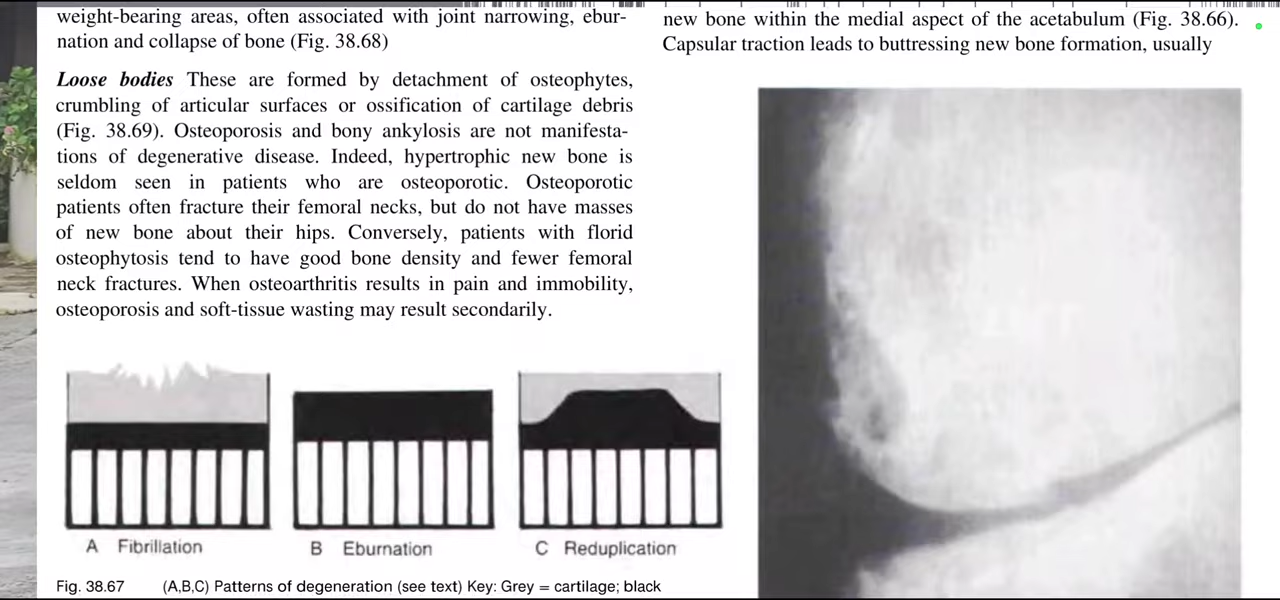 weight-bearing areas, often associated with joint narrowing, ebur-
nation and collapse of bone (Fig. 38.68)
Loose bodies These are formed by detachment of osteophytes,
crumbling of articular surfaces or ossification of cartilage debris
(Fig. 38.69). Osteoporosis and bony ankylosis are not manifesta-
tions of degenerative disease. Indeed, hypertrophic new bone is
seldom seen in patients who are osteoporotic. Osteoporotic
patients often fracture their femoral necks, but do not have masses
of new bone about their hips. Conversely, patients with florid
osteophytosis tend to have good bone density and fewer femoral
neck fractures. When osteoarthritis results in pain and immobility,
osteoporosis and soft-tissue wasting may result secondarily.
A Fibrillation
B Eburnation
C Reduplication
Fig. 38.67 (A,B,C) Patterns of degeneration (see text) Key: Grey = cartilage; black
new bone within the medial aspect of the acetabulum (Fig. 38.66).
Capsular traction leads to buttressing new bone formation, usually